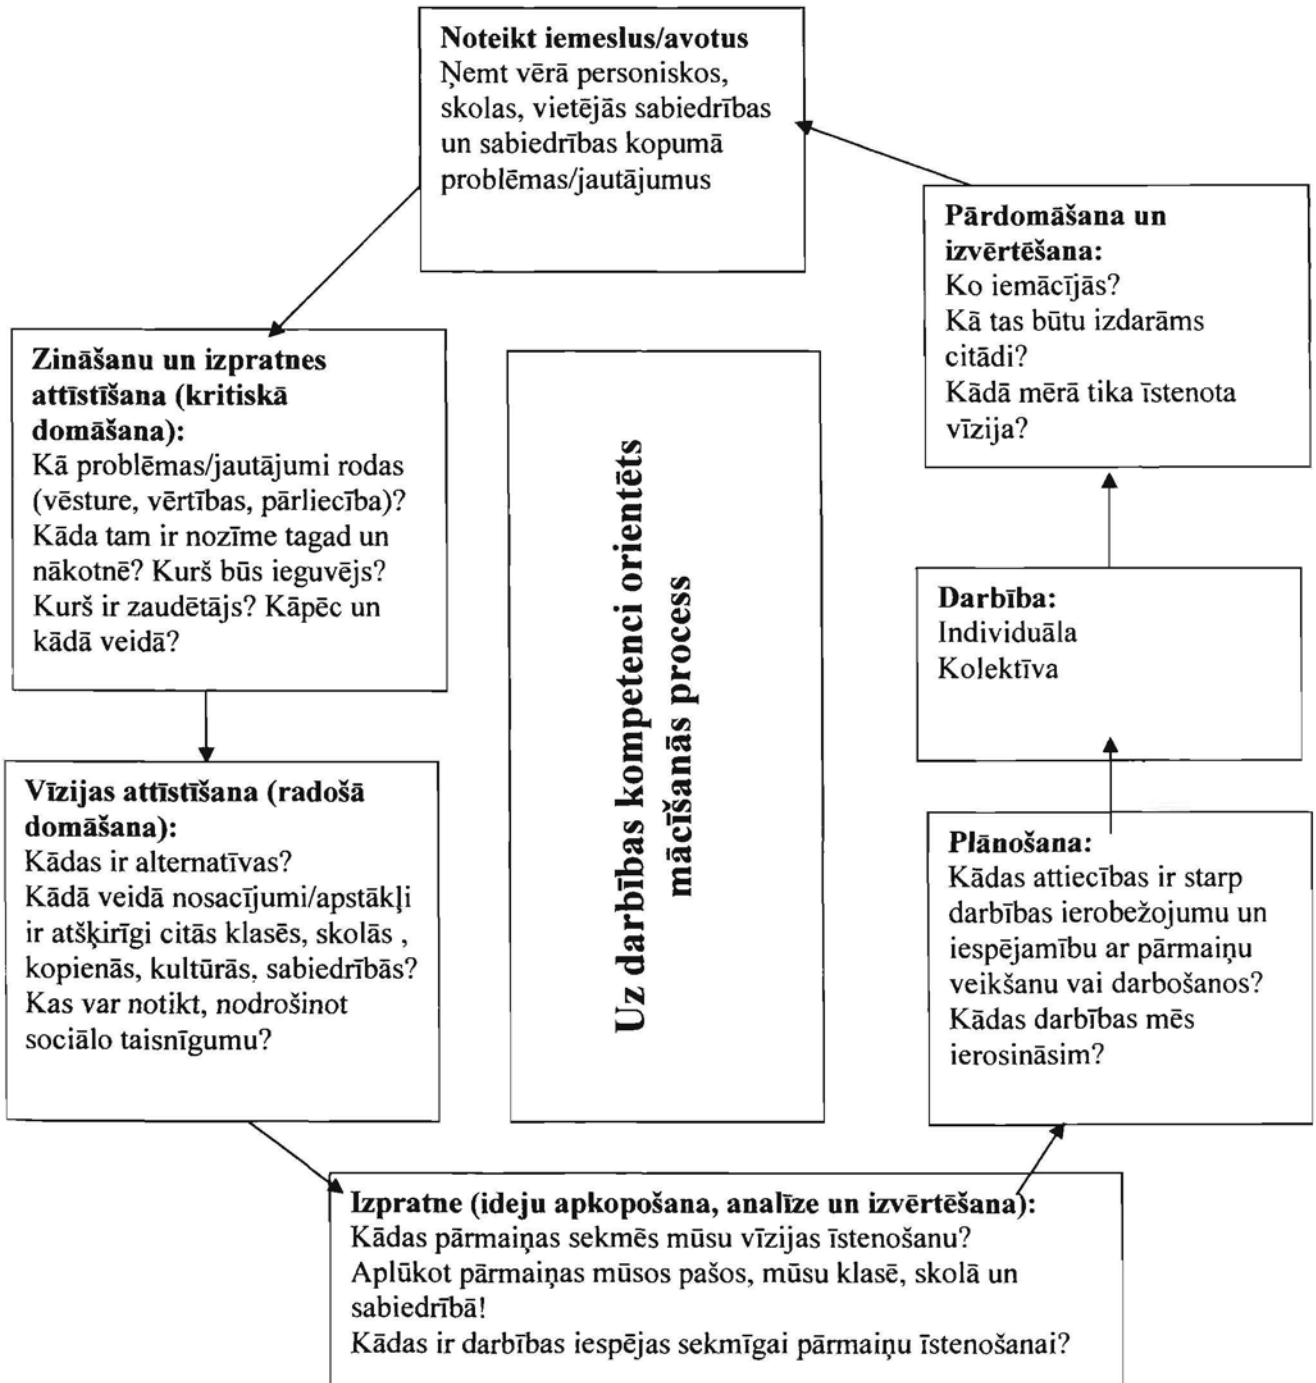 Noteikt iemeslus/avotus
Ņemt vērā personiskos,
skolas, vietējās sabiedrības
un sabiedrības kopumā
problēmas/jautājumus
Zināšanu un izpratnes
attīstīšana (kritiskā
domāšana):
Kā problēmas/jautājumi rodas
(vēsture, vērtības, pārliecība)?
Kāda tam ir nozīme tagad un
nākotnē? Kurš būs ieguvējs?
Kurš ir zaudētājs? Kāpēc un
kādā veidā?
Vīzijas attīstīšana (radošā
domāšana):
Kādas ir alternatīvas?
Kādā veidā nosacījumi/apstākļi
ir atšķirīgi citās klasēs, skolās ,
kopienās, kultūrās, sabiedrībās?
Kas var notikt, nodrošinot
sociālo taisnīgumu?
Izpratne (ideju apkopošana, analīze un izvērtēšana):
Kādas pārmaiņas sekmēs mūsu vīzijas īstenošanu?
Aplūkot pārmaiņas mūsos pašos, mūsu klasē, skolā un
sabiedrībā!
Kādas ir darbības iespējas sekmīgai pārmaiņu īstenošanai?
Plānošana:
Kādas attiecības ir starp
darbības ierobežojumu un
iespējamību ar pārmaiņu
veikšanu vai darbošanos?
Kādas darbības mēs
ierosināsim?
Darbība:
Individuāla
Kolektīva
Pārdomāšana un
izvērtēšana:
Ko iemācījās?
Kā tas būtu izdarāms
citādi?
Kādā mērā tika īstenota
vīzija?
Uz darbības kompetenci orientēts
mācīšanās process